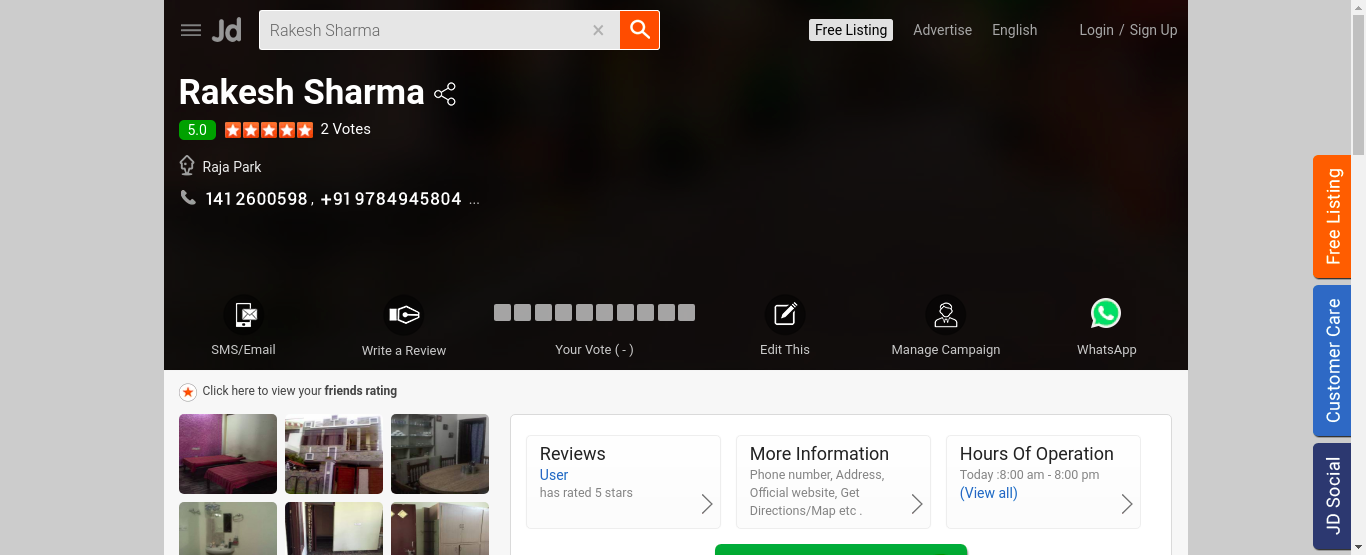 Jd
Rakesh Sharma
Free Listing
Advertise
English
Login / Sign Up
Rakesh Sharma
5.0
2 Votes
Raja Park
141 2600598 , +91 9784945804 ...
SMS/Email
Write a Review
Your Vote ( - )
Edit This
Manage Campaign
WhatsApp
Click here to view your friends rating
Reviews
User
has rated 5 stars
More Information
Phone number, Address,
Official website, Get
Directions/Map etc .
Hours Of Operation
Today :8:00 am - 8:00 pm
(View all)
Free Listing
Customer Care
JD Social